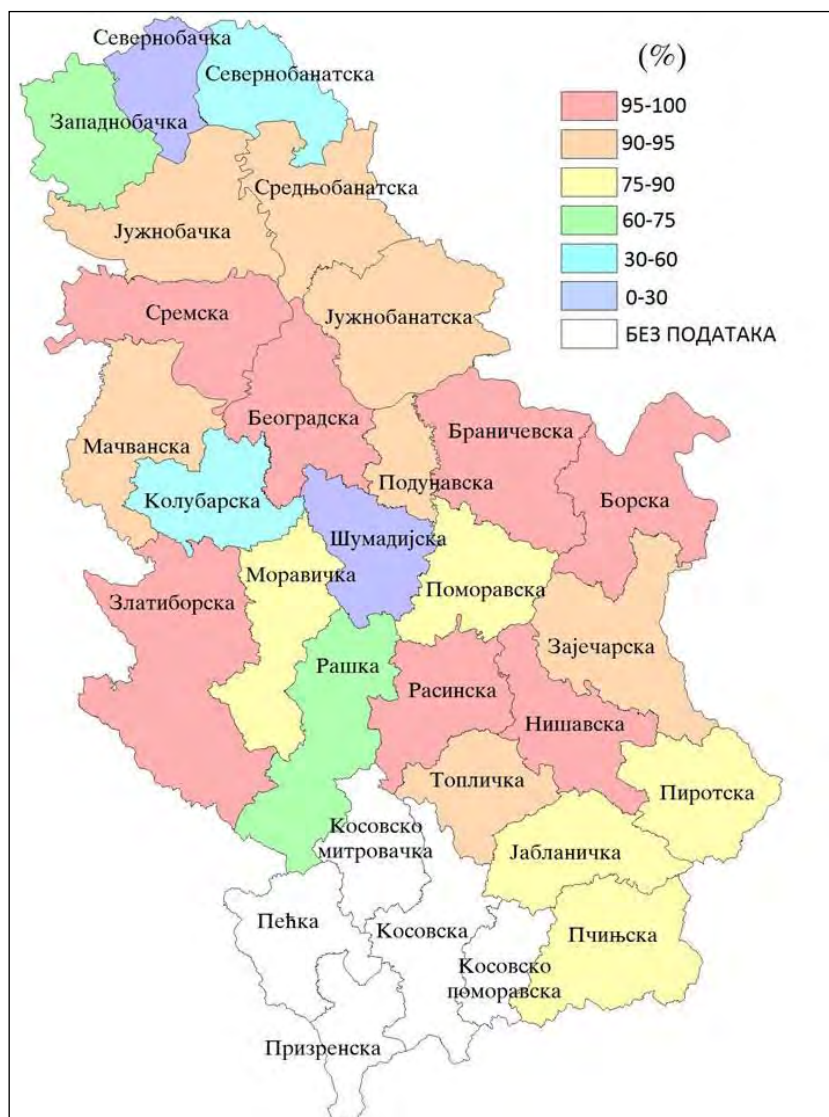 Севернобачка
Севернобанатска
Западнобачка
Средњобанатска
Јужнобачка
Сремска
Јужнобанатска
Београдска
Браничевска
Мачванска
Подунавска
Колубарска
Борска
Шумадијска
Моравичка
Поморавска
Златиборска
Зајечарска
Рашка
Расинска
Нишавска
Топличка
Пиротска
Косовско
митровачка
Јабланичка
Пећка
Косовска
Пчињска
Косовско
поморавска
Призренска
(%)
95-100
90-95
75-90
60-75
30-60
0-30
БЕЗ ПОДАТАКА